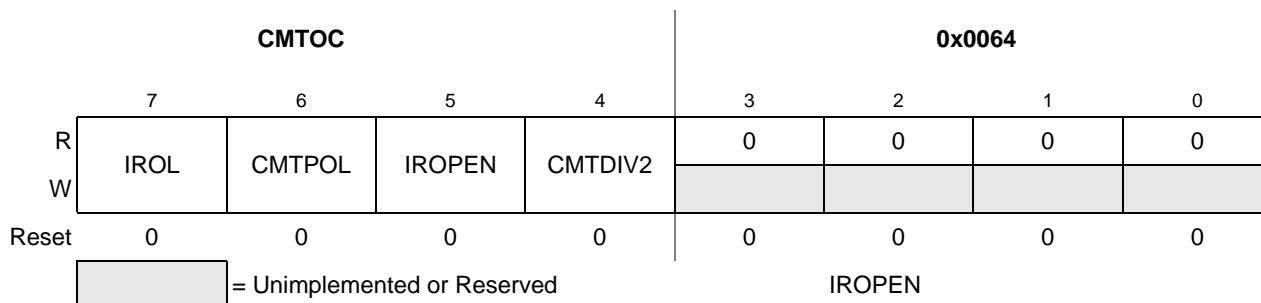 CMTOC 0x0064
7 6 5 4 3 2 1 0
R IROL CMTPOL IROPEN CMTDIV2 0 0 0 0
W
Reset 0 0 0 0 0 0 0 0
= Unimplemented or Reserved IROPEN